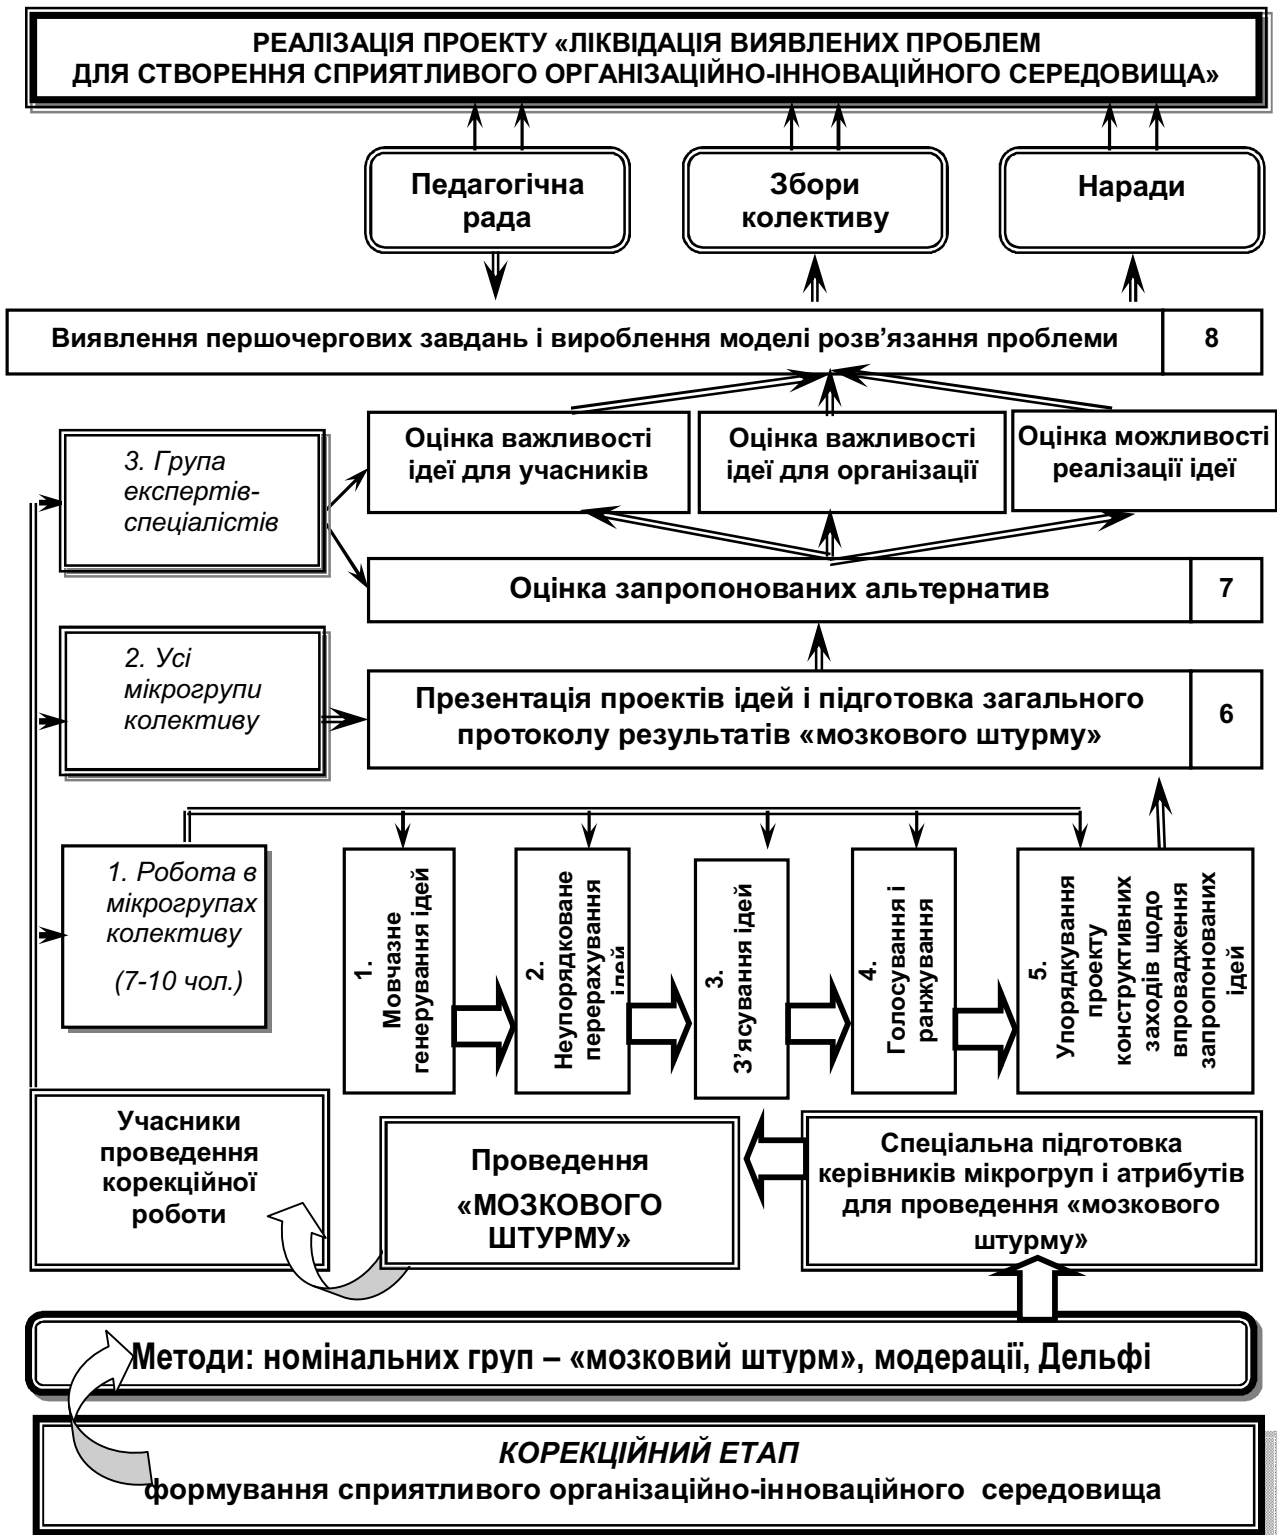 РЕАЛІЗАЦІЯ ПРОЕКТУ «ЛІКВІДАЦІЯ ВИЯВЛЕНИХ ПРОБЛЕМ
ДЛЯ СТВОРЕННЯ СПРИЯТЛИВОГО ОРГАНІЗАЦІЙНО-ІННОВАЦІЙНОГО СЕРЕДОВИЩА»
Педагогічна
рада
Збори
колективу
Наради
Виявлення першочергових завдань і вироблення моделі розв’язання проблеми
8
3. Група
експертів-
спеціалістів
Оцінка важливості
ідеї для учасників
Оцінка важливості
ідеї для організації
Оцінка можливості
реалізації ідеї
Оцінка запропонованих альтернатив
7
2. Усі
мікрогрупи
колективу
Презентація проектів ідей і підготовка загального
протоколу результатів «мозкового штурму»
6
1. Робота в
мікрогрупах
колективу
(7-10 чол.)
1.
Мовчазне
генерування ідей
2.
Неупорядковане
перерахування
ідей
3.
З’ясування ідей
4.
Голосування і
ранжування
5.
Упорядкування
проекту
конструктивних
заходів щодо
впровадження
запропонованих
ідей
Учасники
проведення
корекційної
роботи
Проведення
«МОЗКОВОГО
ШТУРМУ»
Спеціальна підготовка
керівників мікрогруп і атрибутів
для проведення «мозкового
штурму»
Методи: номінальних груп – «мозковий штурм», модерації, Дельфі
КОРЕКЦІЙНИЙ ЕТАП
формування сприятливого організаційно-інноваційного середовища